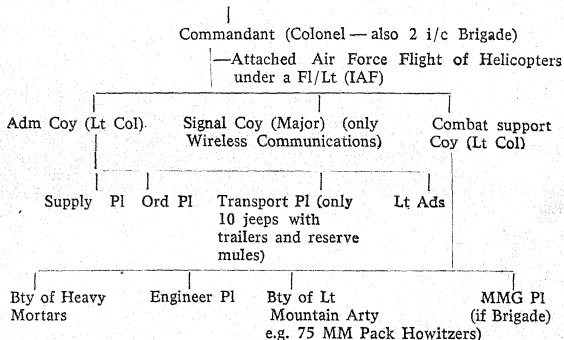 Commandant (Colonel — also 2 i/c Brigade)
—Attached Air Force Flight of Helicopters
under a Fl/Lt (IAF)
Adm Coy (Lt Col)
Signal Coy (Major) (only
Wireless Communications)
Combat support
Coy (Lt Col)
Supply Pl
Ord Pl
Transport Pl (only
10 jeeps with
trailers and reserve
mules)
Lt Ads
Bty of Heavy
Mortars
Engineer Pl
Bty of Lt
Mountain Arty
e.g. 75 MM Pack Howitzers)
MMG Pl
(if Brigade)